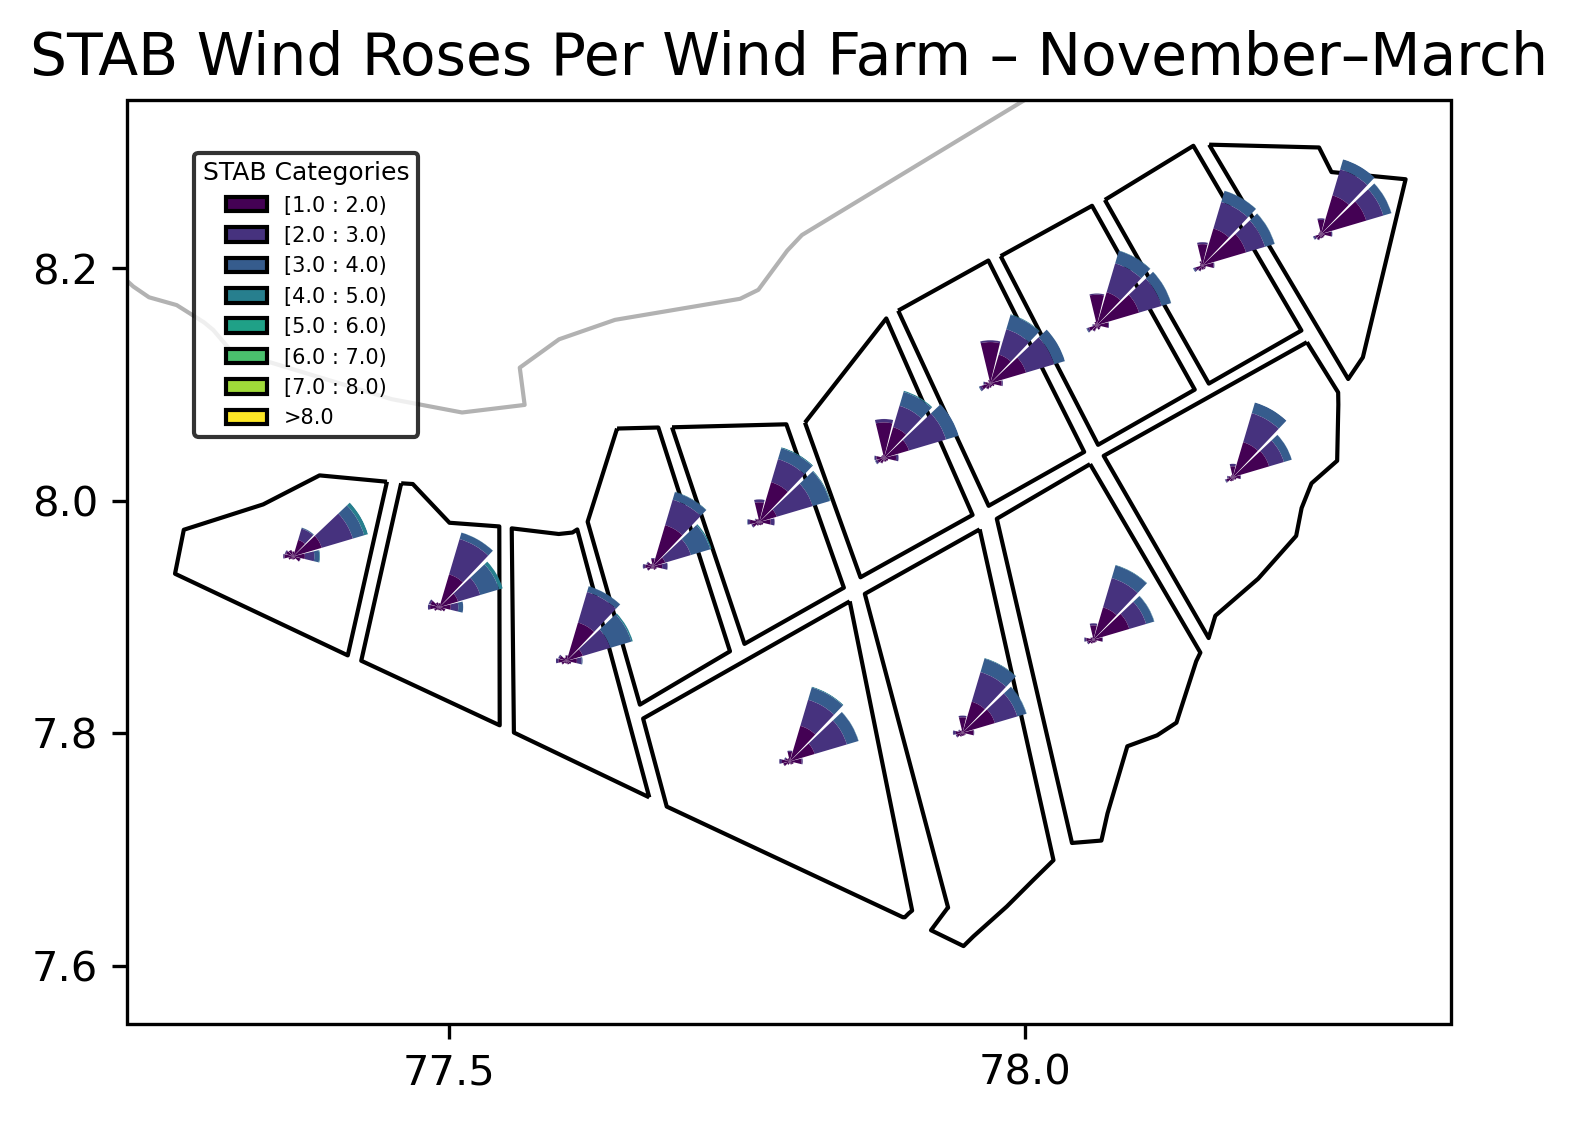 STAB Wind Roses Per Wind Farm – November–March
STAB Categories
[1.0 : 2.0)
[2.0 : 3.0)
[3.0 : 4.0)
[4.0 : 5.0)
[5.0 : 6.0)
[6.0 : 7.0)
[7.0 : 8.0)
>8.0
8.2
8.0
7.8
7.6
77.5
78.0